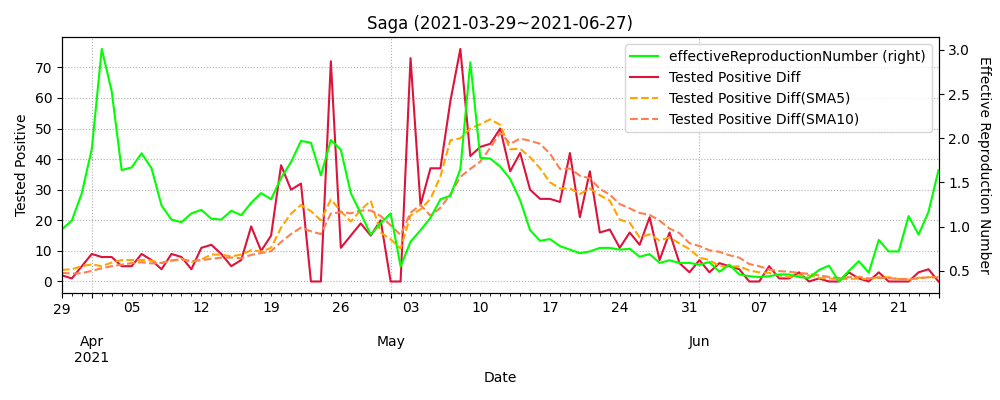 Saga (2021-03-29~2021-06-27)
effectiveReproductionNumber (right)
Tested Positive Diff
Tested Positive Diff(SMA5)
Tested Positive Diff(SMA10)
Tested Positive
70
60
50
40
30
20
10
0
3.0
2.5
2.0
1.5
1.0
0.5
Effective Reproduction Number
29 05 12 19 26 03 10 17 24 31 07 14 21
Apr May Jun
2021
Date